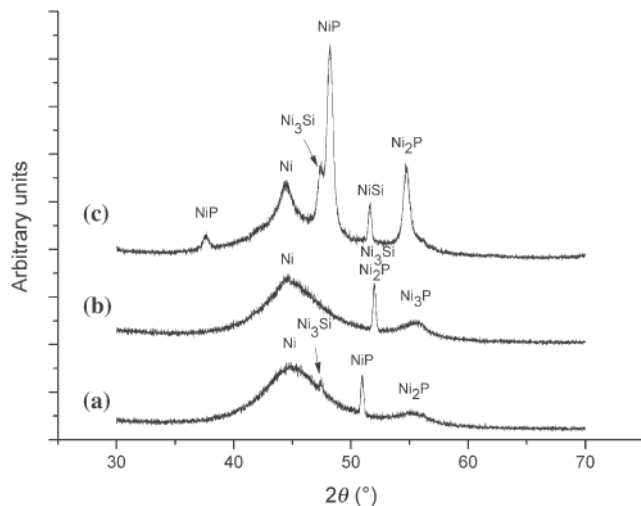 NiP
Ni₃Si
Ni₂P
Ni
NiP
NiSi
(c)
Ni₃Si
Ni
Ni₂P
Ni₃P
(b)
Ni₃Si
Ni
NiP
Ni₂P
(a)
Arbitrary units
30 40 50 60 70
2θ (°)